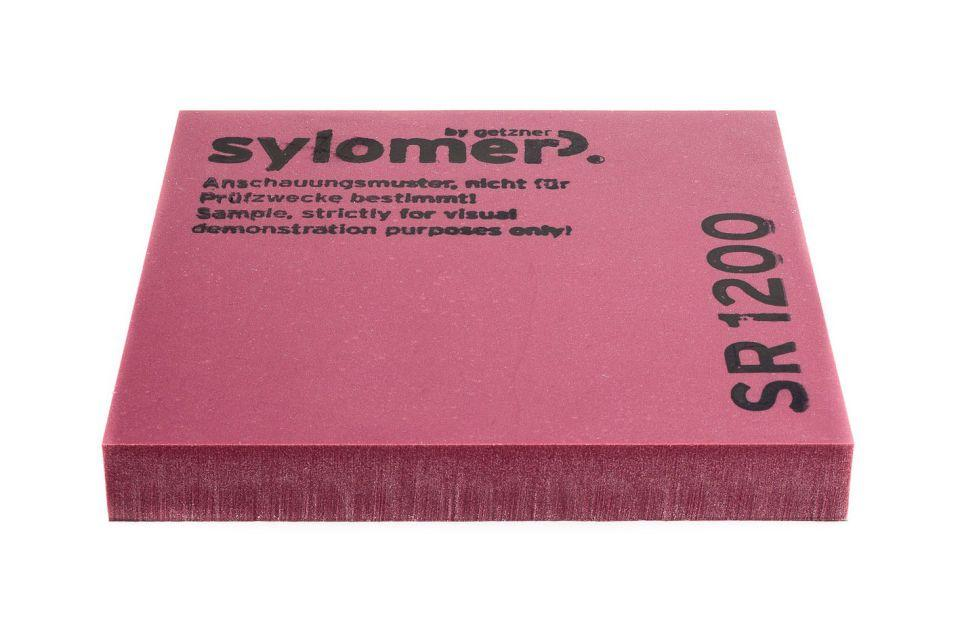 by getzner
sylomer
Anschauungsmuster, nicht für
Prüfzwecke bestimmt!
Sample, strictly for visual
demonstration purposes only!
SR 1200